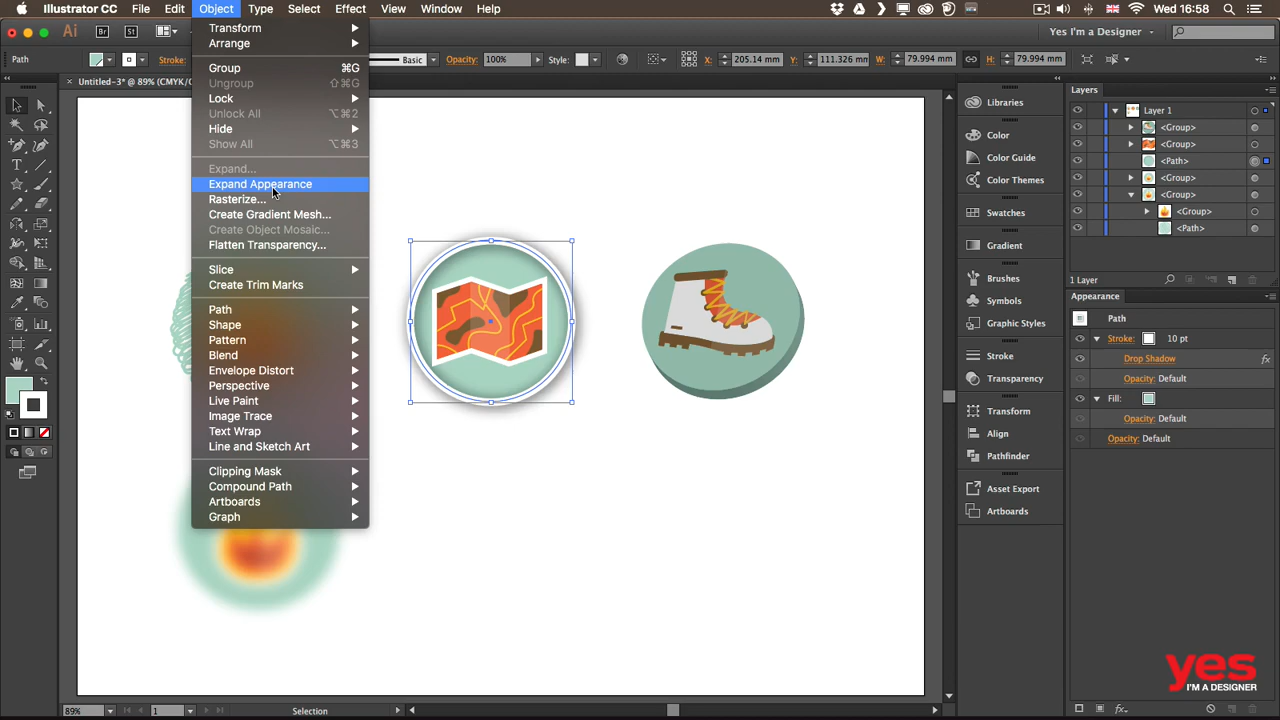 Illustrator CC File Edit Object Type Select Effect View Window Help Wed 16:58
Br St Yes I'm a Designer
Path Stroke: Basic Opacity: 100% Style: X: 205.14 mm Y: 111.326 mm W: 79.994 mm H: 79.994 mm
Untitled-3* @ 89% (CMYK/
Transform
Arrange
Group ⌘G
Ungroup ⇧⌘G
Lock
Unlock All ⌥⌘2
Hide
Show All ⌥⌘3
Expand...
Expand Appearance
Rasterize...
Create Gradient Mesh...
Create Object Mosaic...
Flatten Transparency...
Slice
Create Trim Marks
Path
Shape
Pattern
Blend
Envelope Distort
Perspective
Live Paint
Image Trace
Text Wrap
Line and Sketch Art
Clipping Mask
Compound Path
Artboards
Graph
Libraries
Color
Color Guide
Color Themes
Swatches
Gradient
Brushes
Symbols
Graphic Styles
Stroke
Transparency
Transform
Align
Pathfinder
Asset Export
Artboards
Layers
Layer 1
<Group>
<Group>
<Path>
<Group>
<Group>
<Group>
<Path>
1 Layer
Appearance
Path
Stroke: 10 pt
Drop Shadow fx
Opacity: Default
Fill:
Opacity: Default
Opacity: Default
yes
I'M A DESIGNER
fx
89% 1 Selection